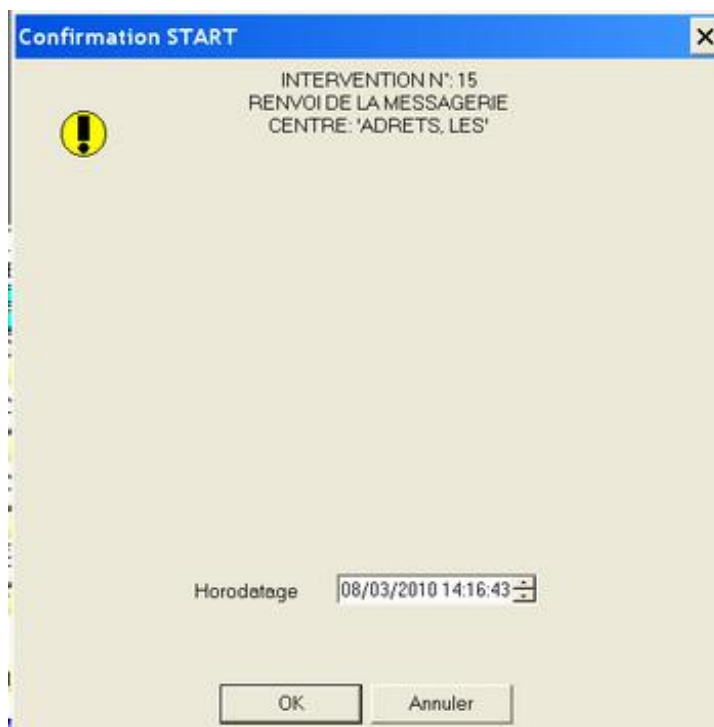 Confirmation START
INTERVENTION N°: 15
RENVOI DE LA MESSAGERIE
CENTRE: 'ADRETS, LES'
Horodatage 08/03/2010 14:16:43
OK Annuler